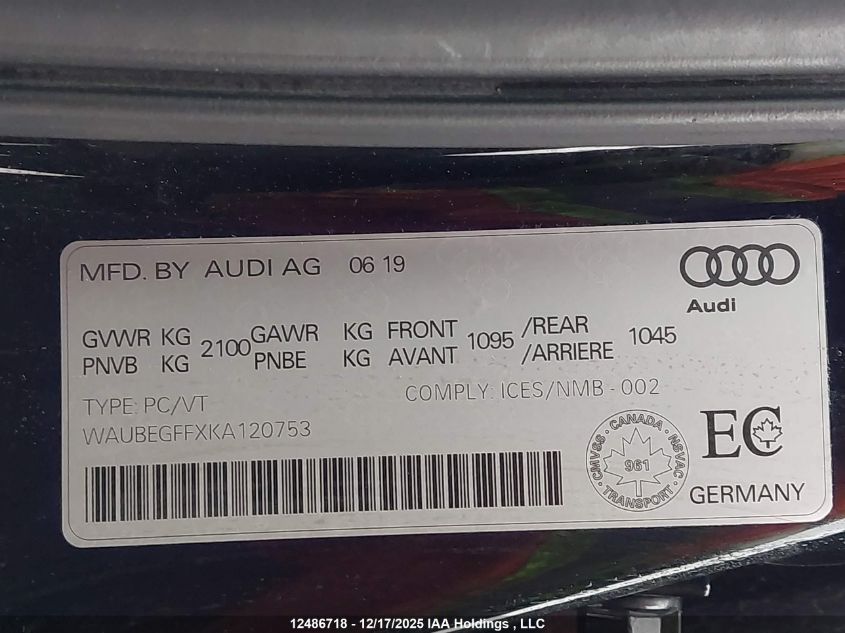 MFD. BY AUDI AG 06 19
Audi
GVWR KG 2100 GAWR KG FRONT 1095 /REAR 1045
PNVB KG PNBE KG AVANT /ARRIERE
TYPE: PC/VT COMPLY: ICES/NMB - 002
WAUBEGFFXKA120753
CMVSS · CANADA · NSVAC · TRANSPORT ·
961
EC
GERMANY
12486718 - 12/17/2025 IAA Holdings , LLC